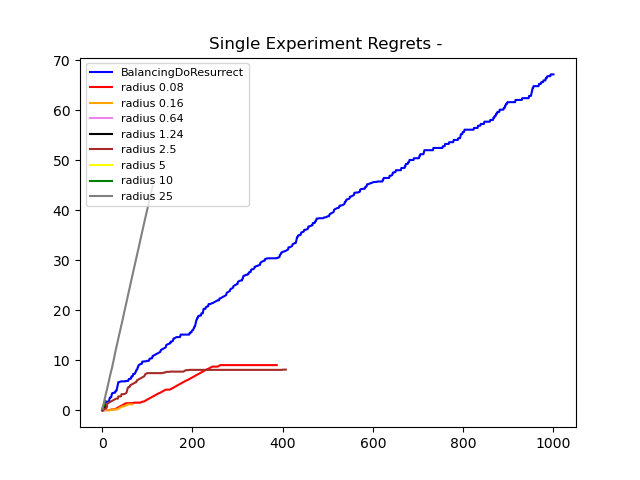 Single Experiment Regrets -
70
60
50
40
30
20
10
0
BalancingDoResurrect
radius 0.08
radius 0.16
radius 0.64
radius 1.24
radius 2.5
radius 5
radius 10
radius 25
0 200 400 600 800 1000